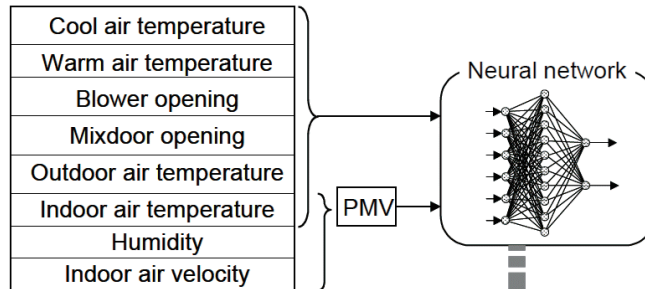 Cool air temperature
Warm air temperature
Blower opening
Mixdoor opening
Outdoor air temperature
Indoor air temperature
Humidity
Indoor air velocity
PMV
Neural network